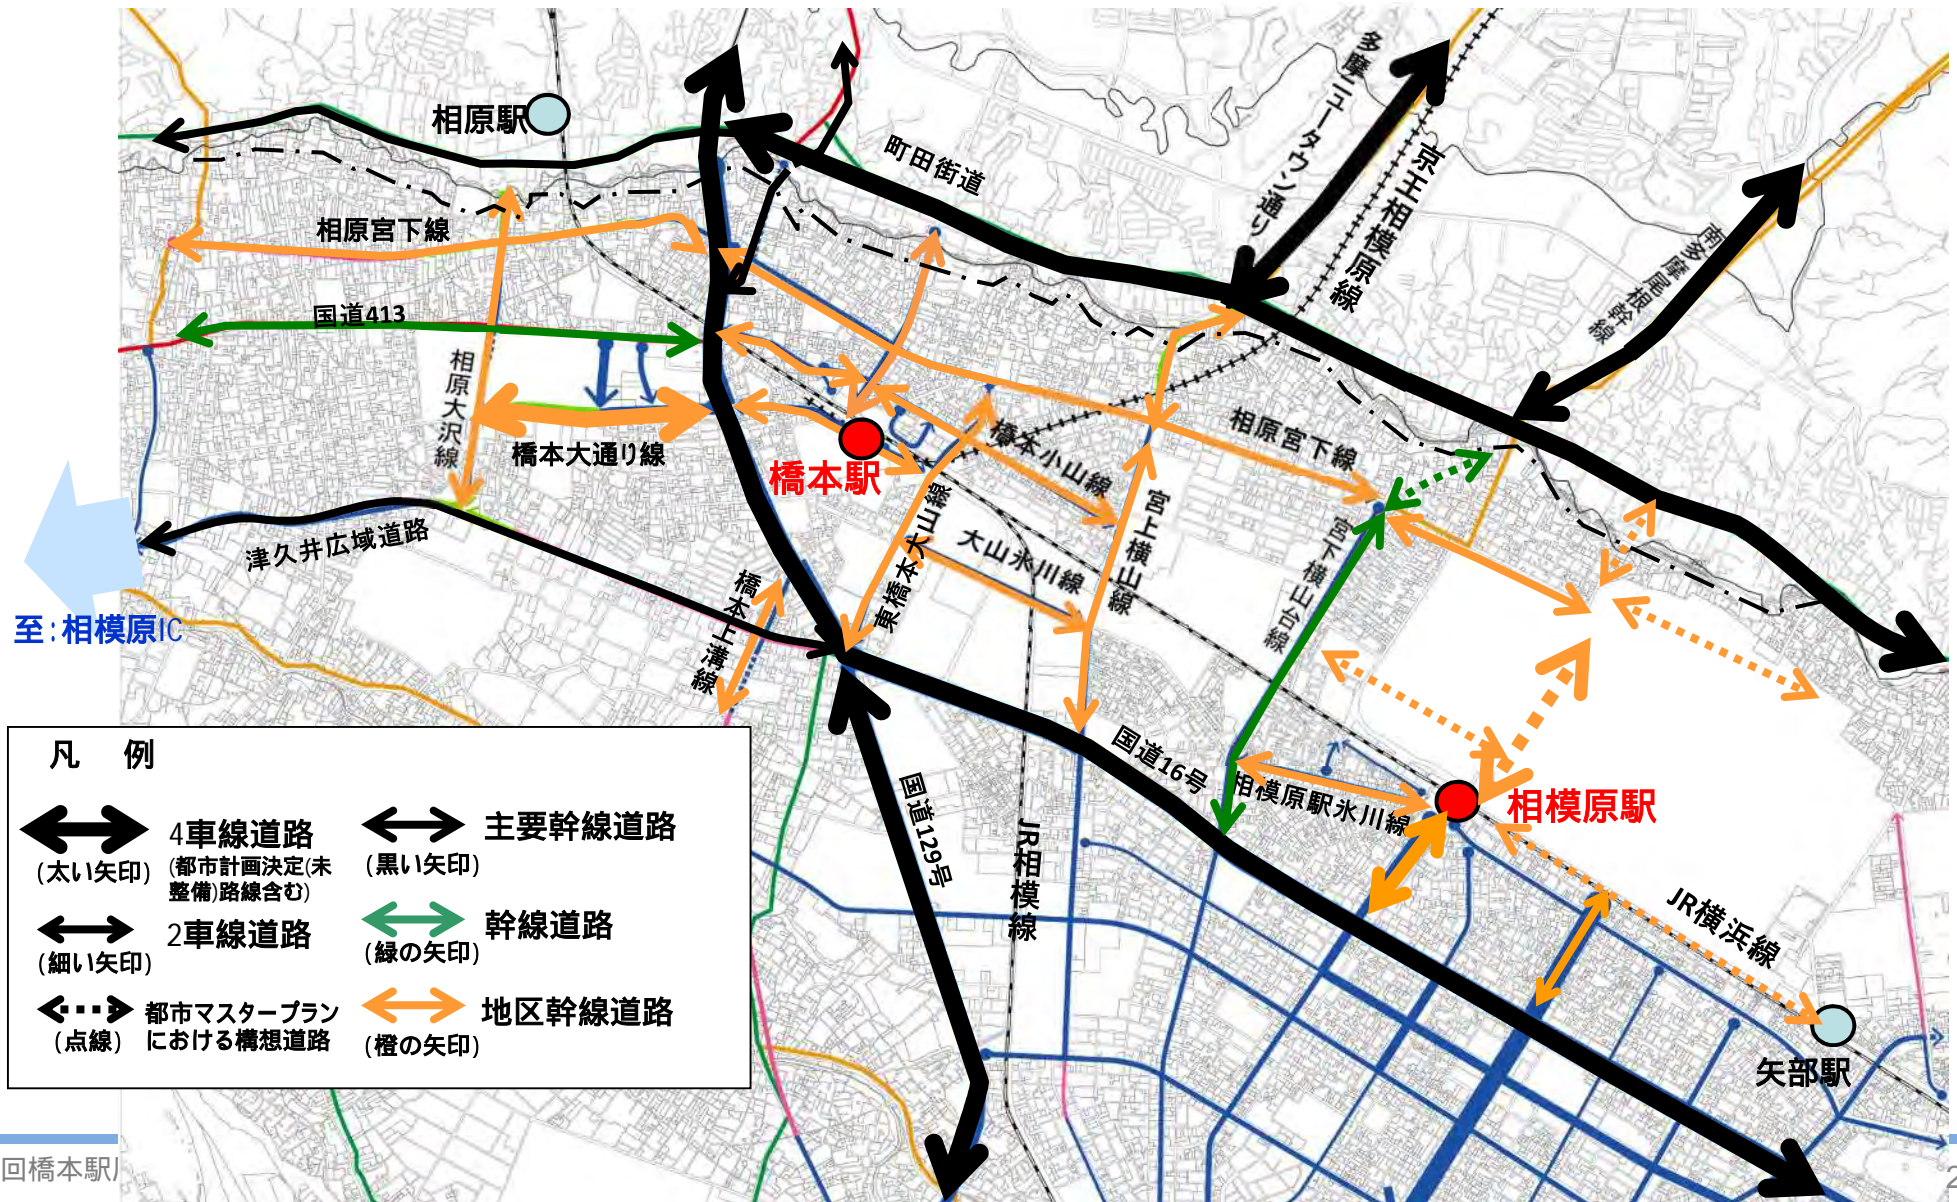 相原駅
町田街道
多摩ニュータウン通り
京王相模原線
南多摩尾根幹線
相原宮下線
国道413
相原大沢線
橋本大通り線
橋本駅
橋本小山線
相原宮下線
津久井広域道路
東橋本大山線
大山氷川線
宮上横山線
宮下横山台線
橋本上溝線
至:相模原IC
国道16号
相模原駅氷川線
相模原駅
国道129号
JR相模線
JR横浜線
矢部駅
凡 例
4車線道路
(太い矢印)
(都市計画決定(未
整備)路線含む)
主要幹線道路
(黒い矢印)
2車線道路
(細い矢印)
幹線道路
(緑の矢印)
都市マスタープラン
における構想道路
(点線)
地区幹線道路
(橙の矢印)
回橋本駅